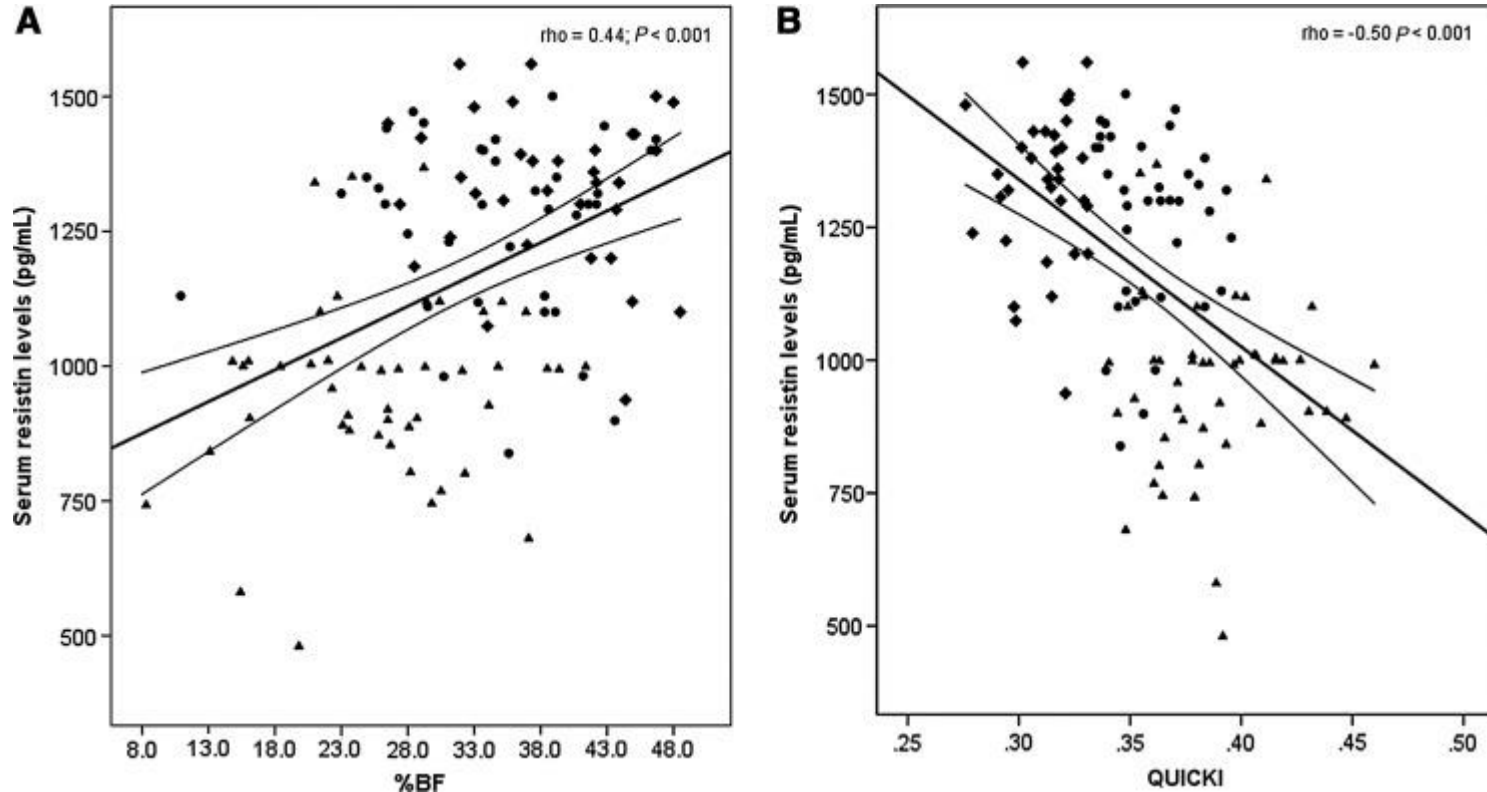 A
rho = 0.44; P < 0.001
Serum resistin levels (pg/mL)
1500
1250
1000
750
500
8.0 13.0 18.0 23.0 28.0 33.0 38.0 43.0 48.0
%BF
B
rho = -0.50 P < 0.001
Serum resistin levels (pg/mL)
1500
1250
1000
750
500
.25 .30 .35 .40 .45 .50
QUICKI